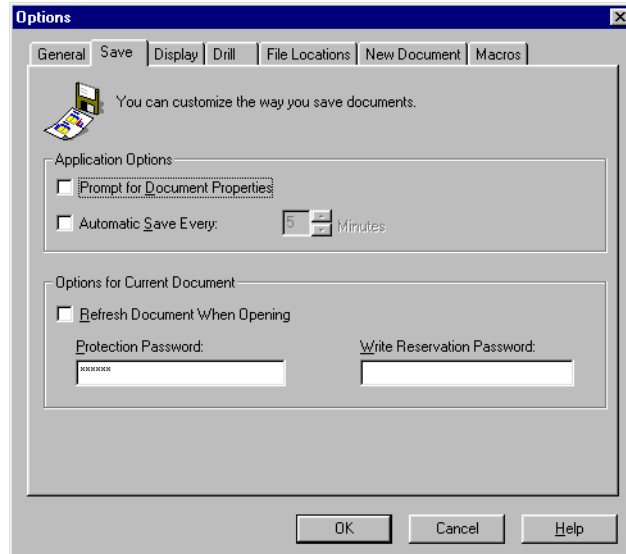 Options
General Save Display Drill File Locations New Document Macros
You can customize the way you save documents.
Application Options
Prompt for Document Properties
Automatic Save Every: 5 Minutes
Options for Current Document
Refresh Document When Opening
Protection Password: Write Reservation Password:
******
OK Cancel Help